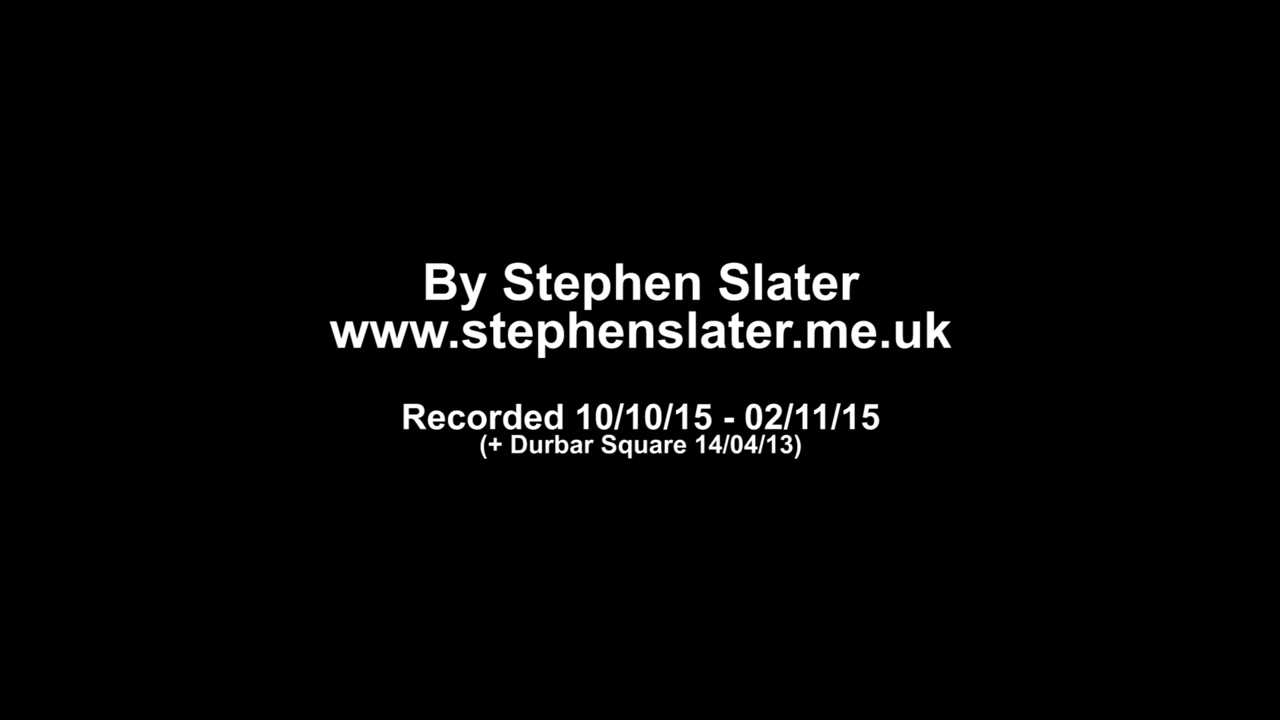 By Stephen Slater
www.stephenslater.me.uk
Recorded 10/10/15 - 02/11/15
(+ Durbar Square 14/04/13)